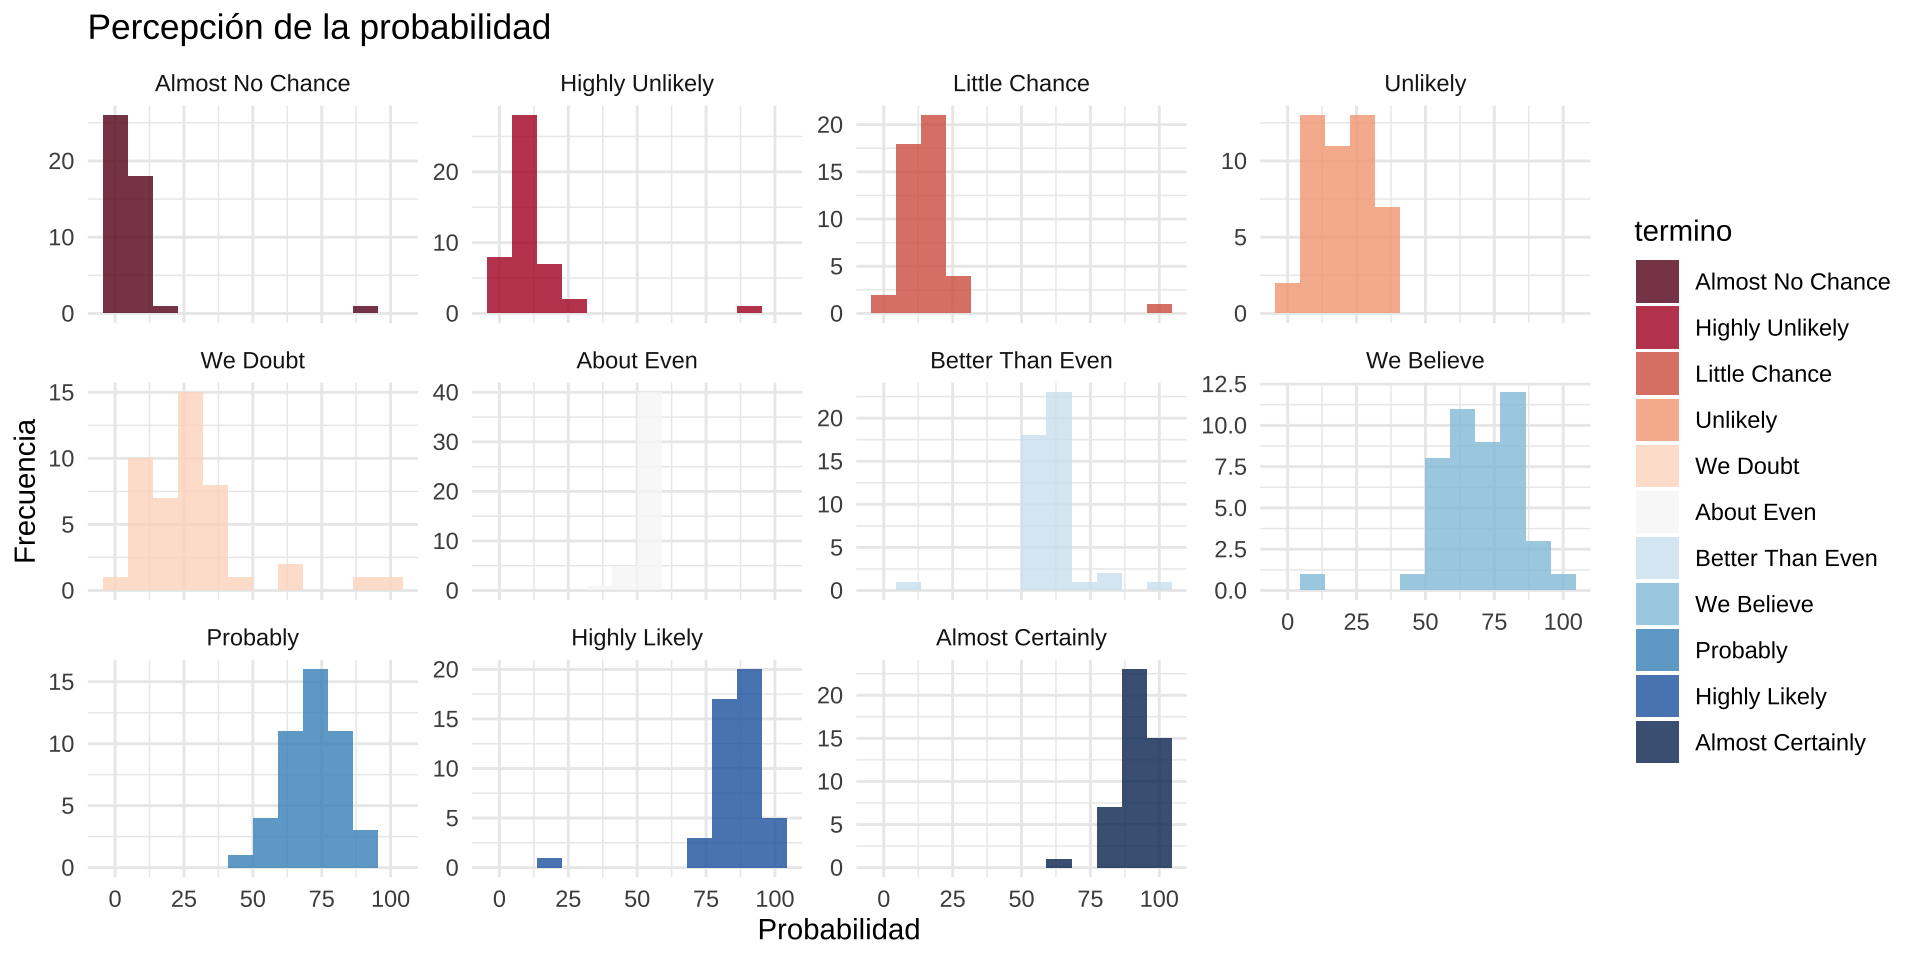 Percepción de la probabilidad
Almost No Chance
Highly Unlikely
Little Chance
Unlikely
20
10
0
20
10
0
20
15
10
5
0
10
5
0
We Doubt
About Even
Better Than Even
We Believe
15
10
5
0
40
30
20
10
0
20
15
10
5
0
12.5
10.0
7.5
5.0
2.5
0.0
0 25 50 75 100
Probably
Highly Likely
Almost Certainly
15
10
5
0
20
15
10
5
0
20
15
10
5
0
0 25 50 75 100
0 25 50 75 100
0 25 50 75 100
Probabilidad
Frecuencia
termino
Almost No Chance
Highly Unlikely
Little Chance
Unlikely
We Doubt
About Even
Better Than Even
We Believe
Probably
Highly Likely
Almost Certainly